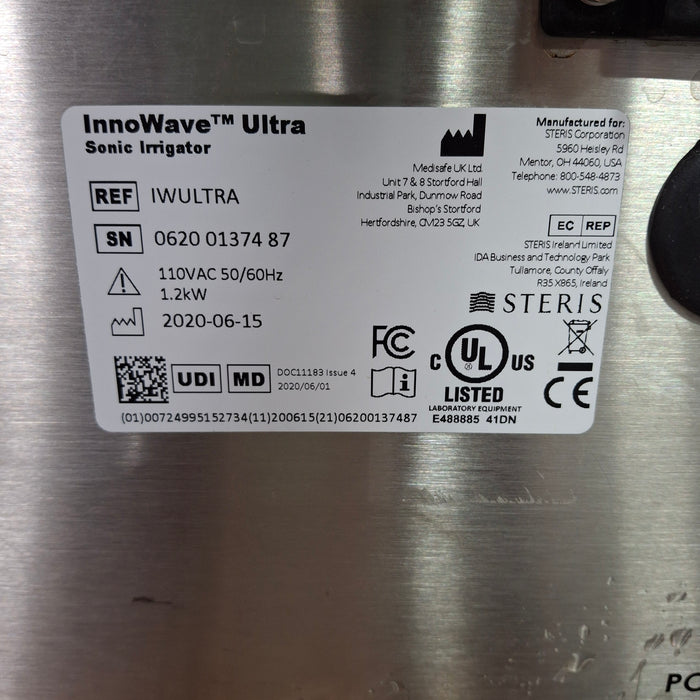 InnoWave™ Ultra
Sonic Irrigator
REF IWULTRA
SN 0620 01374 87
110VAC 50/60Hz
1.2kW
2020-06-15
UDI MD
DOC11183 Issue 4
2020/06/01
(01)00724995152734(11)200615(21)06200137487
Medisafe UK Ltd.
Unit 7 & 8 Stortford Hall
Industrial Park, Dunmow Road
Bishop's Stortford
Hertfordshire, CM23 5GZ, UK
Manufactured for:
STERIS Corporation
5960 Heisley Rd
Mentor, OH 44060, USA
Telephone: 800-548-4873
www.STERIS.com
EC REP
STERIS Ireland Limited
IDA Business and Technology Park
Tullamore, County Offaly
R35 X865, Ireland
STERIS
FC
C UL US
LISTED
LABORATORY EQUIPMENT
E488885 41DN
CE
PO